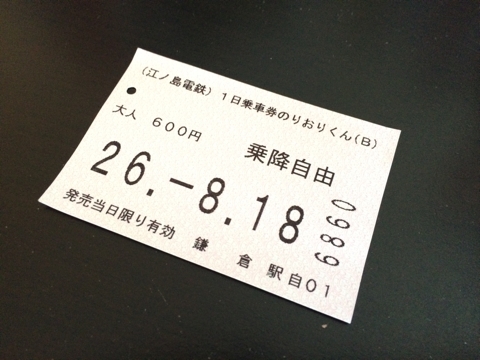 (江ノ島電鉄)1日乗車券のりおりくん(B)
大人 600円 乗降自由
26.-8.18
0989
発売当日限り有効 鎌倉駅自01